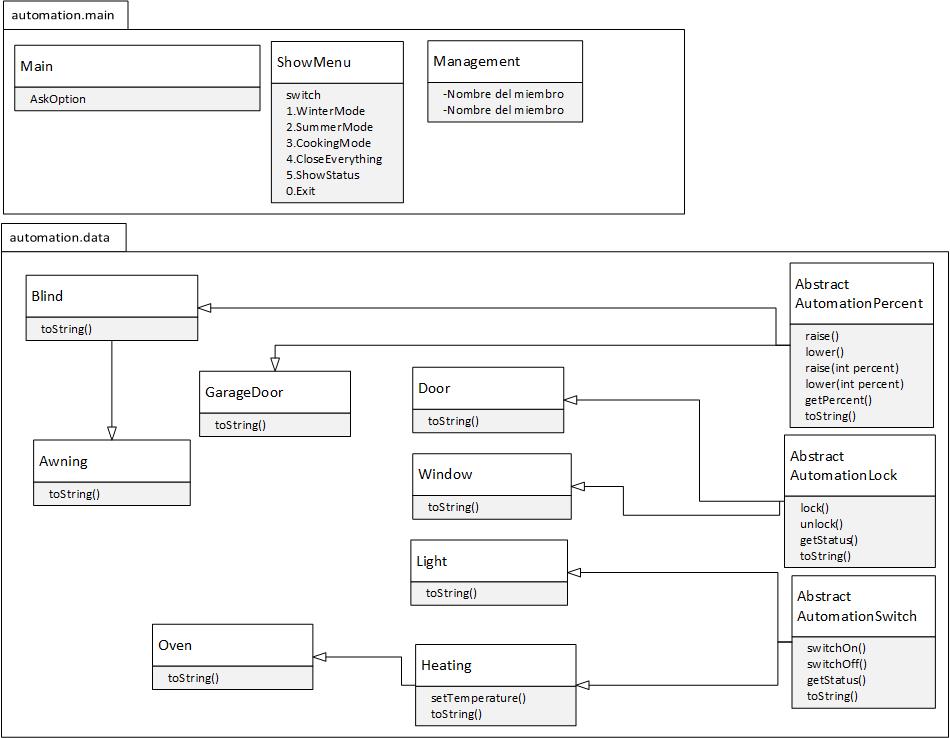 automation.main
Main
AskOption
ShowMenu
switch
1.WinterMode
2.SummerMode
3.CookingMode
4.CloseEverything
5.ShowStatus
0.Exit
Management
-Nombre del miembro
-Nombre del miembro
automation.data
Blind
toString()
Abstract
AutomationPercent
raise()
lower()
raise(int percent)
lower(int percent)
getPercent()
toString()
GarageDoor
toString()
Door
toString()
Awning
toString()
Window
toString()
Abstract
AutomationLock
lock()
unlock()
getStatus()
toString()
Light
toString()
Abstract
AutomationSwitch
switchOn()
switchOff()
getStatus()
toString()
Oven
toString()
Heating
setTemperature()
toString()